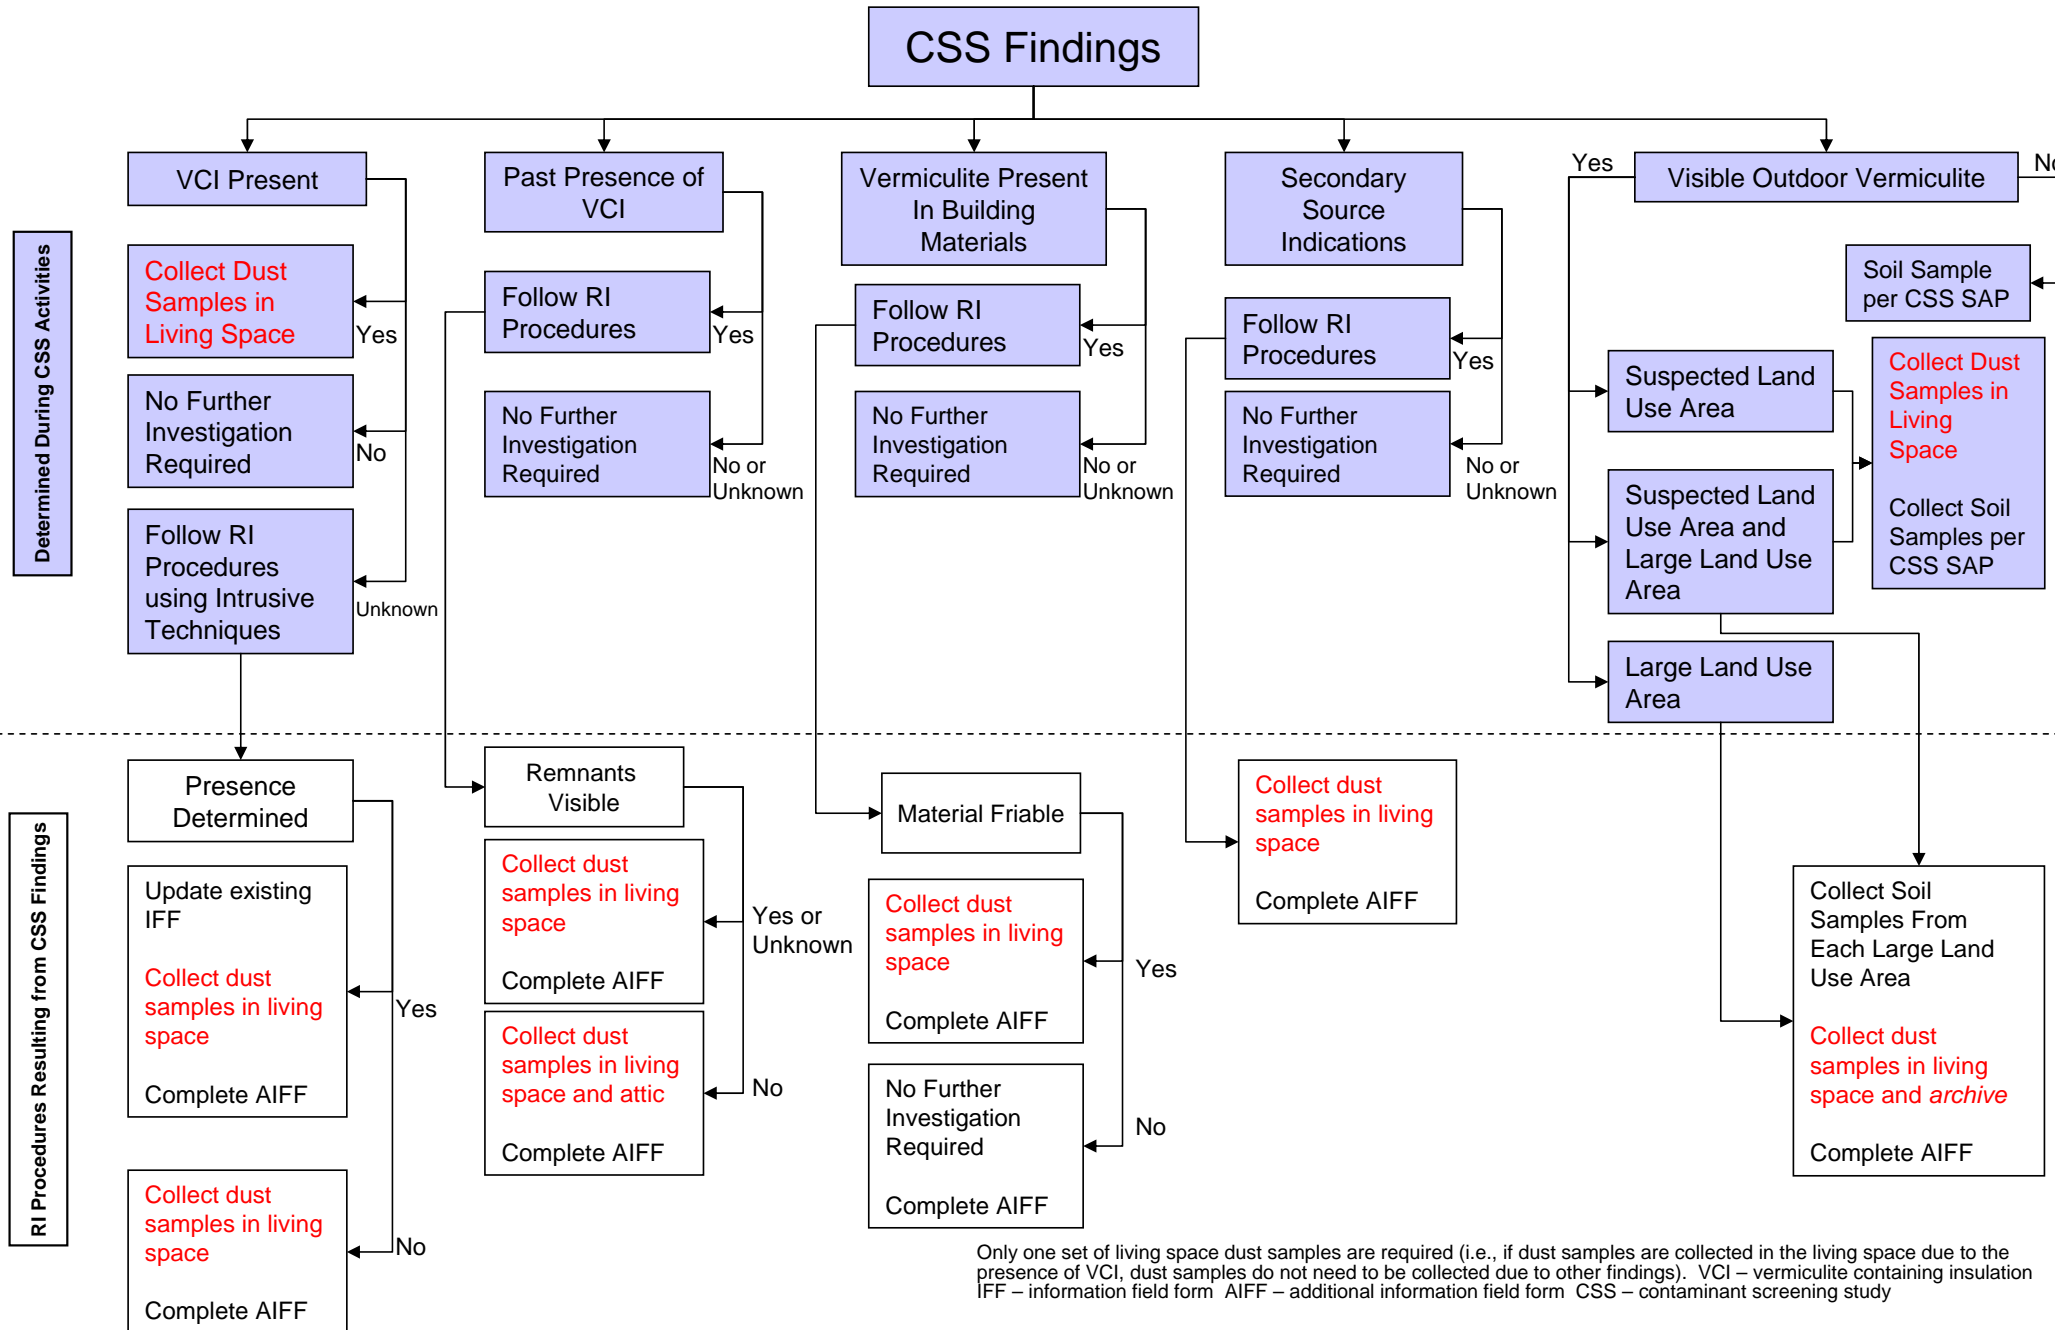 CSS Findings
Determined During CSS Activities
VCI Present
Collect Dust
Samples in
Living Space
Yes
No Further
Investigation
Required
No
Follow RI
Procedures
using Intrusive
Techniques
Unknown
Past Presence of
VCI
Follow RI
Procedures
Yes
No Further
Investigation
Required
No or
Unknown
Vermiculite Present
In Building
Materials
Follow RI
Procedures
Yes
No Further
Investigation
Required
No or
Unknown
Secondary
Source
Indications
Follow RI
Procedures
Yes
No Further
Investigation
Required
No or
Unknown
Yes
Visible Outdoor Vermiculite
No
Soil Sample
per CSS SAP
Suspected Land
Use Area
Suspected Land
Use Area and
Large Land Use
Area
Large Land Use
Area
Collect Dust
Samples in
Living
Space
Collect Soil
Samples per
CSS SAP
RI Procedures Resulting from CSS Findings
Presence
Determined
Update existing
IFF
Collect dust
samples in living
space
Complete AIFF
Yes
Collect dust
samples in living
space
Complete AIFF
No
Remnants
Visible
Collect dust
samples in living
space
Complete AIFF
Yes or
Unknown
Collect dust
samples in living
space and attic
Complete AIFF
No
Material Friable
Collect dust
samples in living
space
Complete AIFF
Yes
No Further
Investigation
Required
Complete AIFF
No
Collect dust
samples in living
space
Complete AIFF
Collect Soil
Samples From
Each Large Land
Use Area
Collect dust
samples in living
space and archive
Complete AIFF
Only one set of living space dust samples are required (i.e., if dust samples are collected in the living space due to the
presence of VCI, dust samples do not need to be collected due to other findings).  VCI – vermiculite containing insulation
IFF – information field form  AIFF – additional information field form  CSS – contaminant screening study